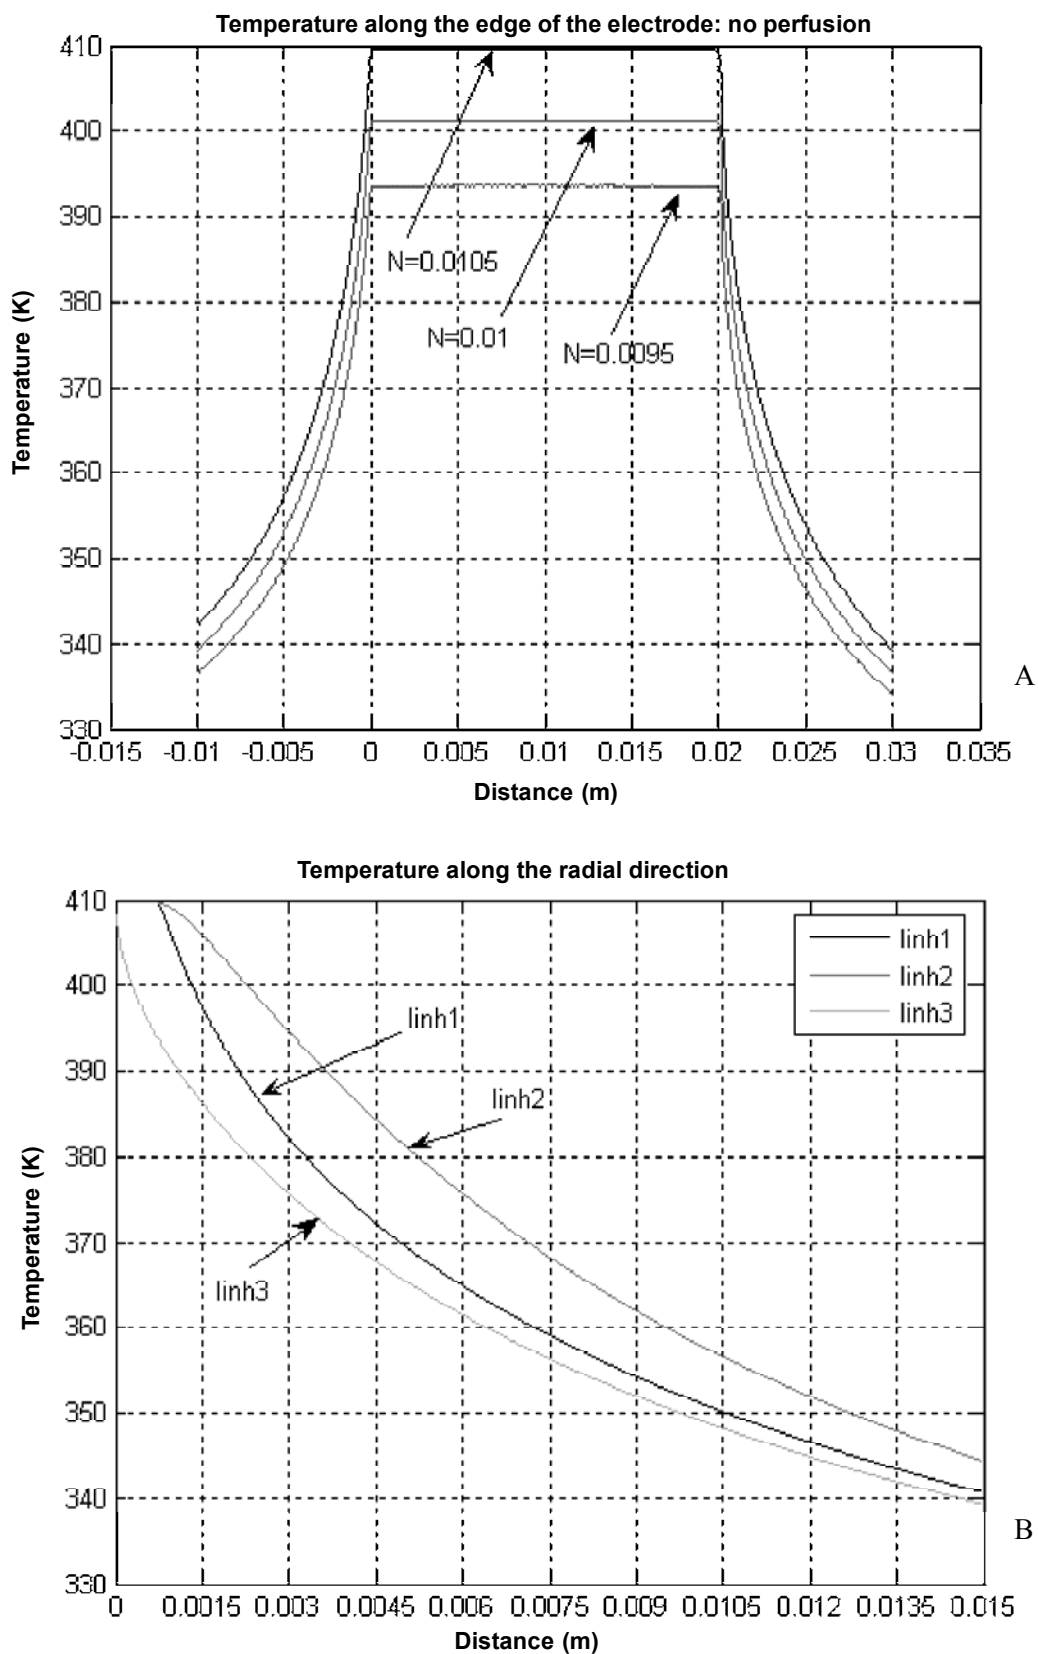 Temperature along the edge of the electrode: no perfusion
410
400
390
380
370
360
350
340
330
Temperature (K)
N=0.0105
N=0.01
N=0.0095
A
-0.015 -0.01 -0.005 0 0.005 0.01 0.015 0.02 0.025 0.03 0.035
Distance (m)
Temperature along the radial direction
410
400
390
380
370
360
350
340
330
Temperature (K)
linh1
linh2
linh3
linh1
linh2
linh3
B
0 0.0015 0.003 0.0045 0.006 0.0075 0.009 0.0105 0.012 0.0135 0.015
Distance (m)